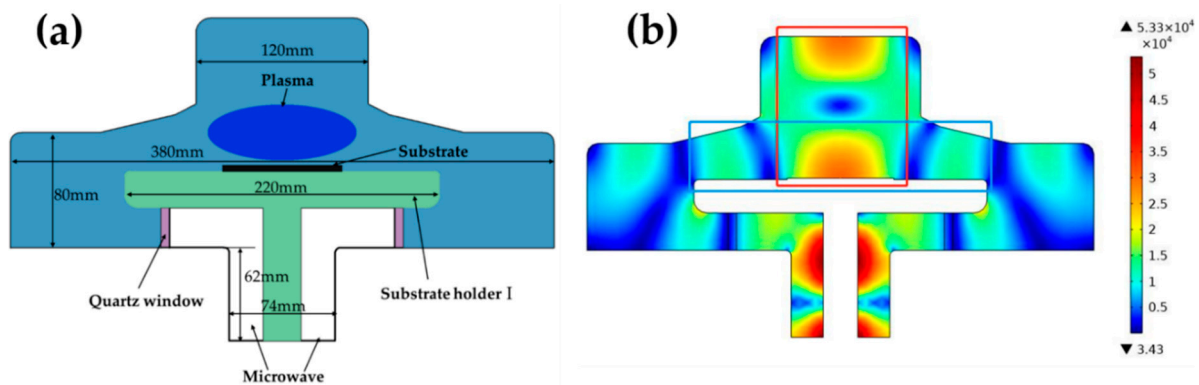 (a)
120mm
Plasma
Substrate
380mm
80mm
220mm
62mm
Quartz window
Substrate holder I
74mm
Microwave
(b)
▲ 5.33×10⁴
×10⁴
5
4.5
4
3.5
3
2.5
2
1.5
1
0.5
▼ 3.43